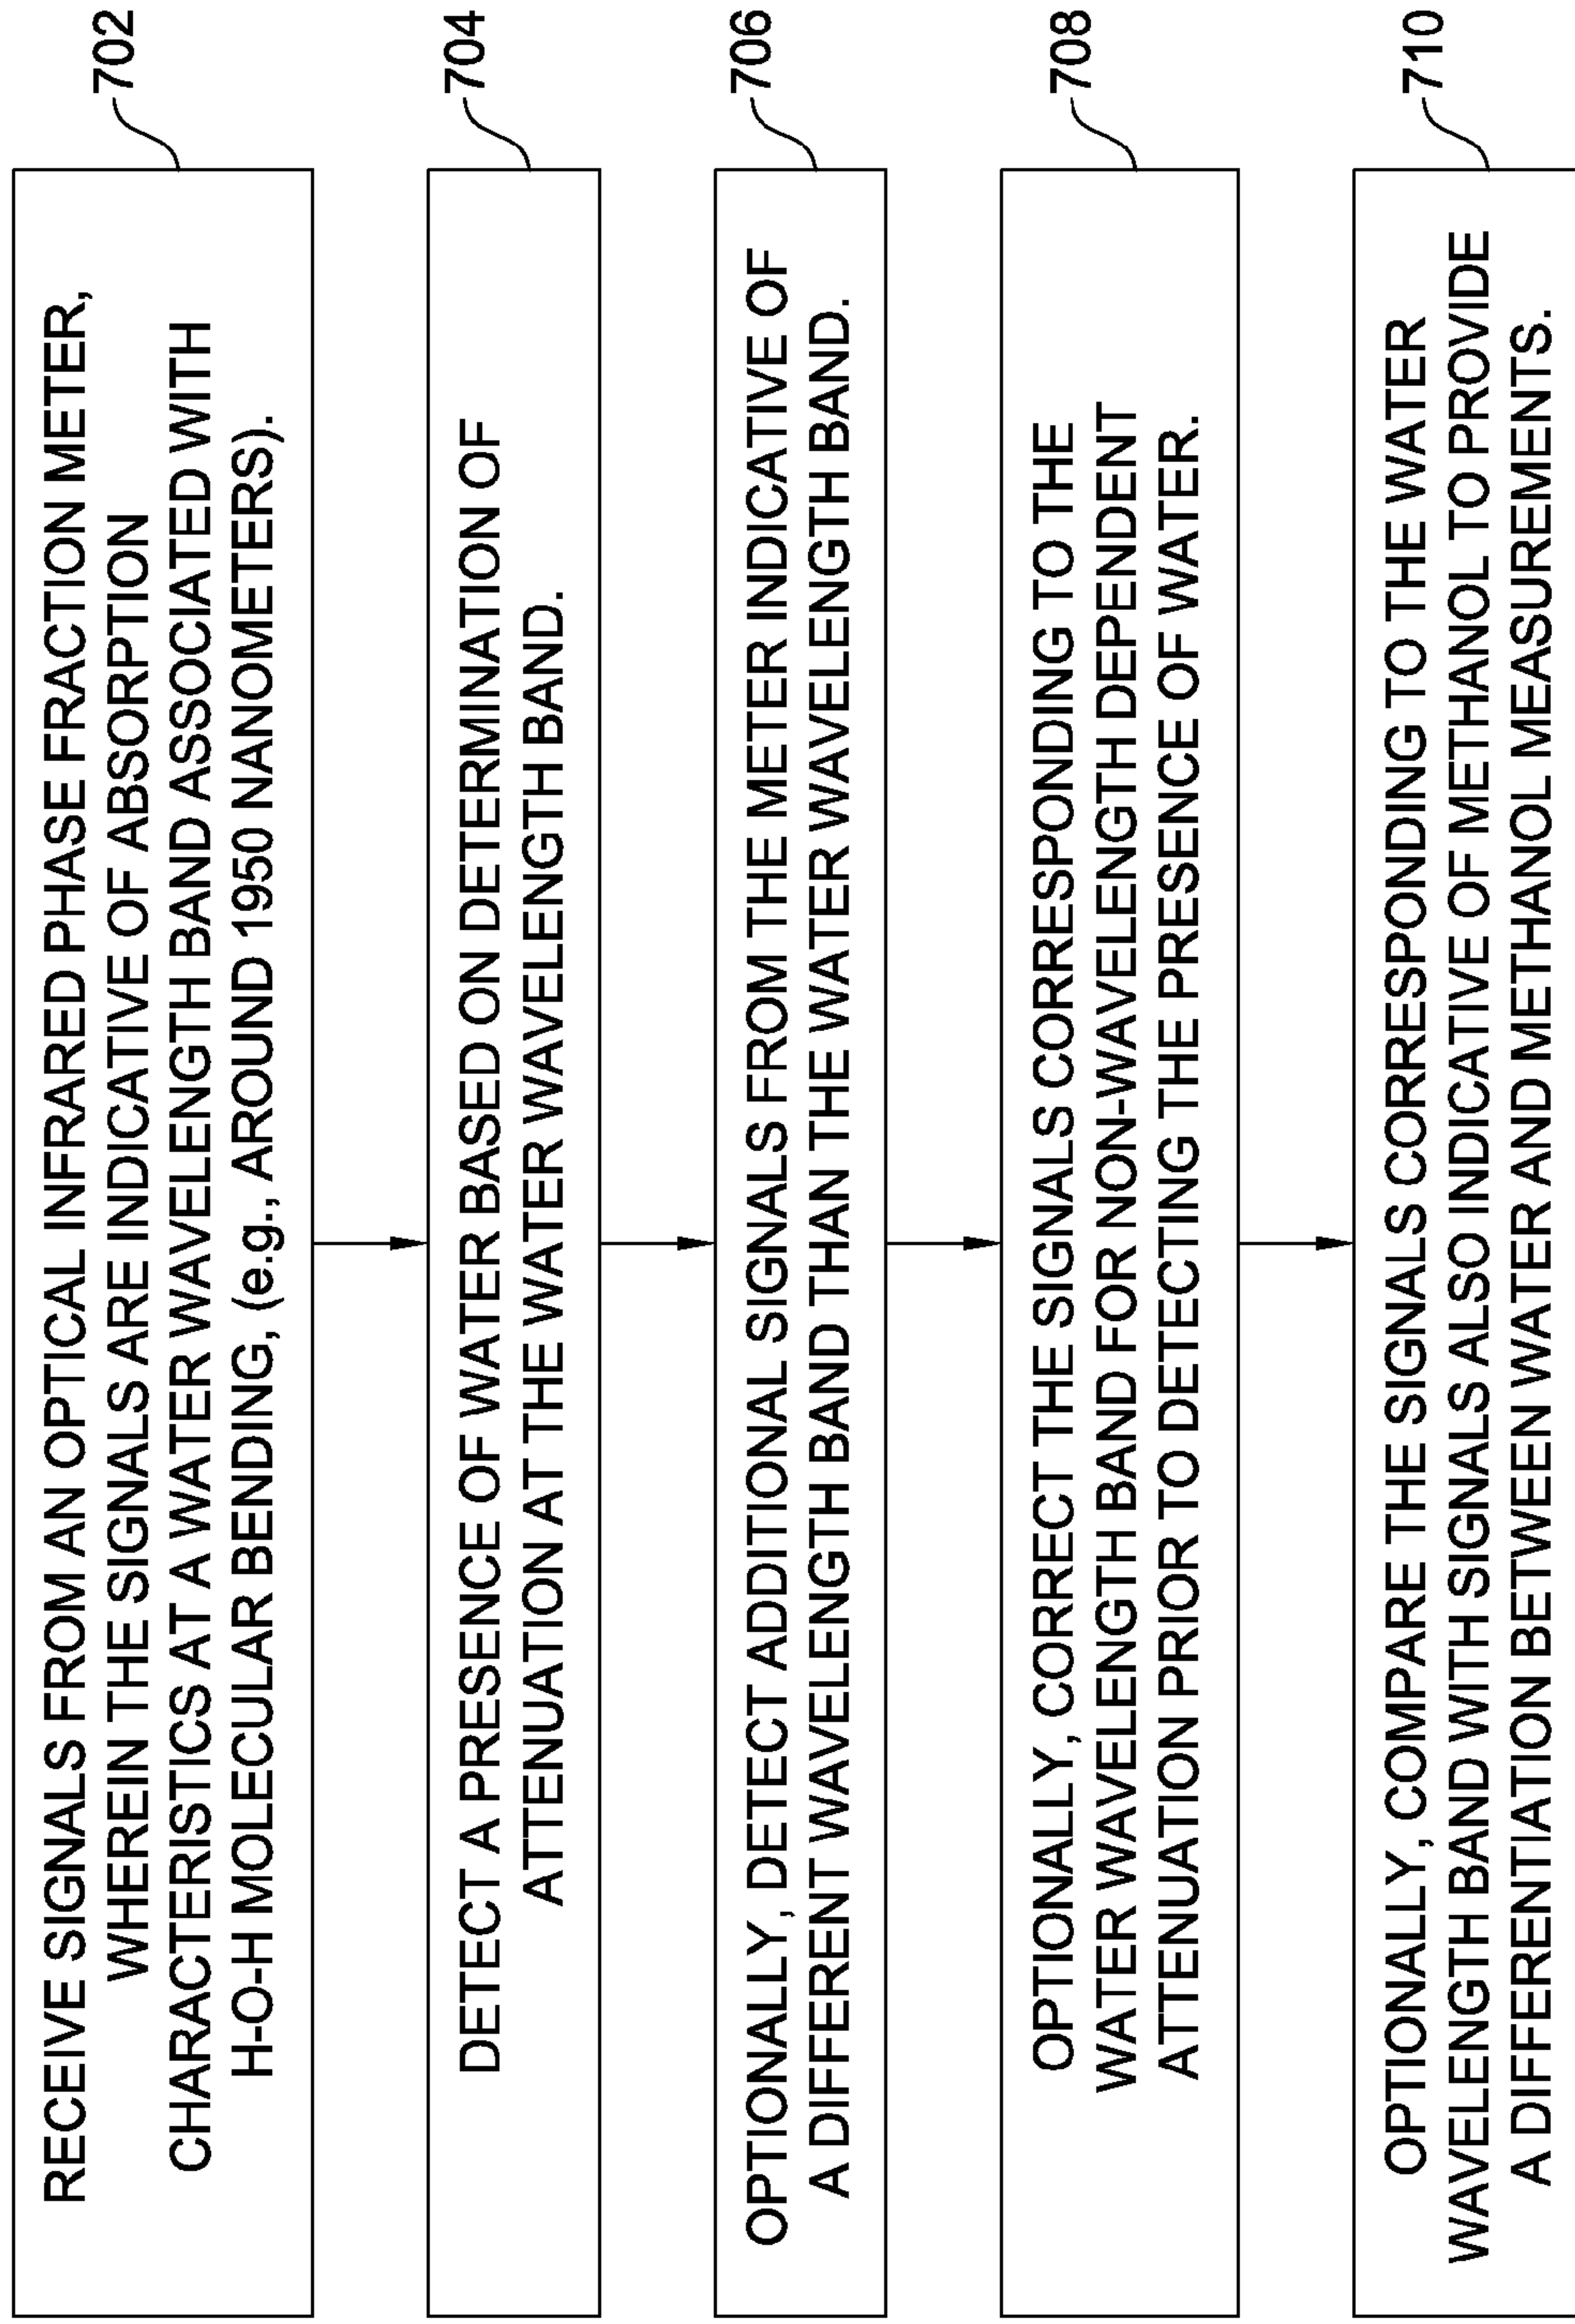 RECEIVE SIGNALS FROM AN OPTICAL INFRARED PHASE FRACTION METER,
WHEREIN THE SIGNALS ARE INDICATIVE OF ABSORPTION
CHARACTERISTICS AT A WATER WAVELENGTH BAND ASSOCIATED WITH
H-O-H MOLECULAR BENDING, (e.g., AROUND 1950 NANOMETERS).
702
DETECT A PRESENCE OF WATER BASED ON DETERMINATION OF
ATTENUATION AT THE WATER WAVELENGTH BAND.
704
OPTIONALLY, DETECT ADDITIONAL SIGNALS FROM THE METER INDICATIVE OF
A DIFFERENT WAVELENGTH BAND THAN THE WATER WAVELENGTH BAND.
706
OPTIONALLY, CORRECT THE SIGNALS CORRESPONDING TO THE
WATER WAVELENGTH BAND FOR NON-WAVELENGTH DEPENDENT
ATTENUATION PRIOR TO DETECTING THE PRESENCE OF WATER.
708
OPTIONALLY, COMPARE THE SIGNALS CORRESPONDING TO THE WATER
WAVELENGTH BAND WITH SIGNALS ALSO INDICATIVE OF METHANOL TO PROVIDE
A DIFFERENTIATION BETWEEN WATER AND METHANOL MEASUREMENTS.
710